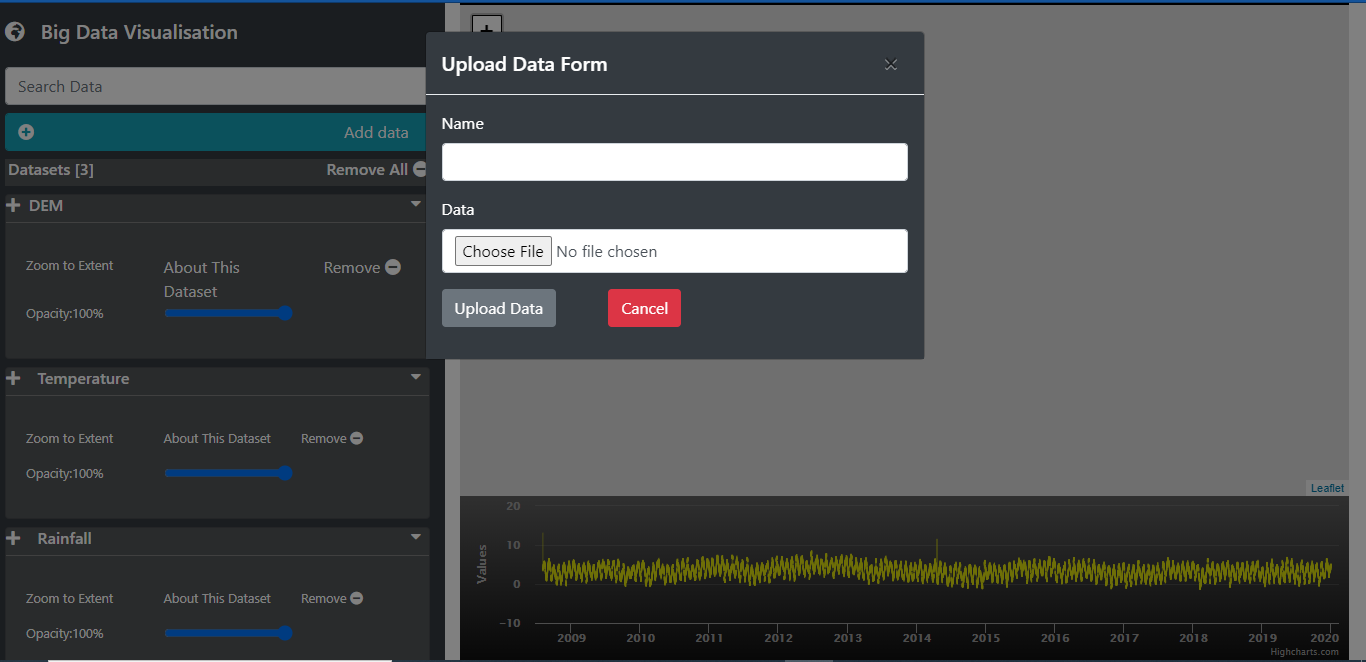 Big Data Visualisation
Search Data
Add data
Datasets [3]
Remove All
DEM
Zoom to Extent
About This
Dataset
Remove
Opacity:100%
Temperature
Zoom to Extent
About This Dataset
Remove
Opacity:100%
Rainfall
Zoom to Extent
About This Dataset
Remove
Opacity:100%
+
Upload Data Form
×
Name
Data
Choose File No file chosen
Upload Data
Cancel
Leaflet
Values
20
10
0
−10
2009 2010 2011 2012 2013 2014 2015 2016 2017 2018 2019 2020
Highcharts.com